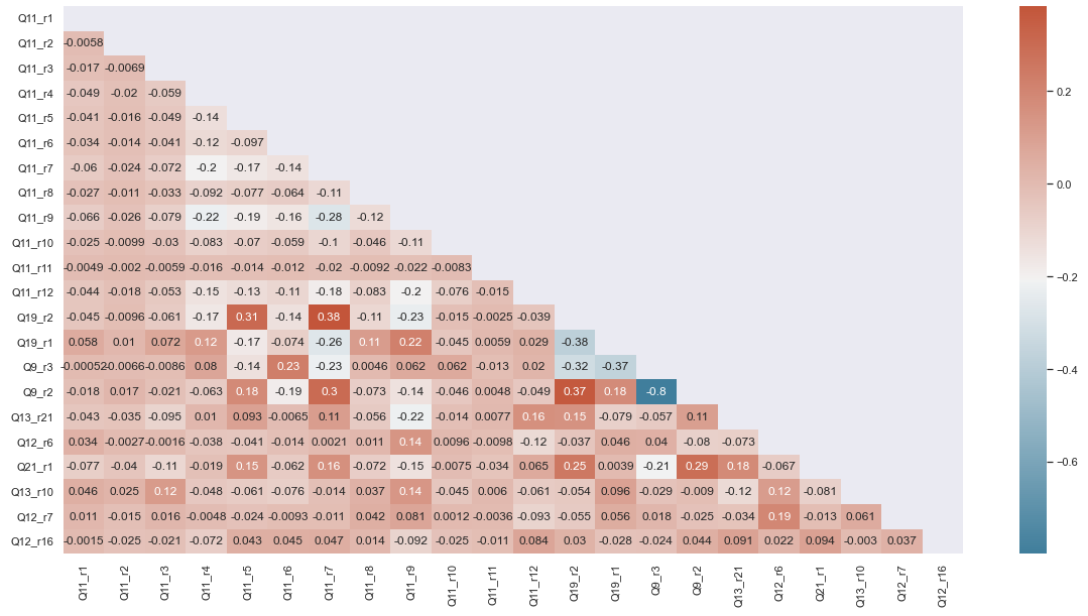 Q11_r1
Q11_r2 -0.0058
Q11_r3 -0.017 -0.0069
Q11_r4 -0.049 -0.02 -0.059
Q11_r5 -0.041 -0.016 -0.049 -0.14
Q11_r6 -0.034 -0.014 -0.041 -0.12 -0.097
Q11_r7 -0.06 -0.024 -0.072 -0.2 -0.17 -0.14
Q11_r8 -0.027 -0.011 -0.033 -0.092 -0.077 -0.064 -0.11
Q11_r9 -0.066 -0.026 -0.079 -0.22 -0.19 -0.16 -0.28 -0.12
Q11_r10 -0.025 -0.0099 -0.03 -0.083 -0.07 -0.059 -0.1 -0.046 -0.11
Q11_r11 -0.0049 -0.002 -0.0059 -0.016 -0.014 -0.012 -0.02 -0.0092 -0.022 -0.0083
Q11_r12 -0.044 -0.018 -0.053 -0.15 -0.13 -0.11 -0.18 -0.083 -0.2 -0.076 -0.015
Q19_r2 -0.045 -0.0096 -0.061 -0.17 0.31 -0.14 0.38 -0.11 -0.23 -0.015 -0.0025 -0.039
Q19_r1 0.058 0.01 0.072 0.12 -0.17 -0.074 -0.26 0.11 0.22 -0.045 0.0059 0.029 -0.38
Q9_r3 -0.00052 -0.0066 -0.0086 0.08 -0.14 0.23 -0.23 0.0046 0.062 0.062 -0.013 0.02 -0.32 -0.37
Q9_r2 -0.018 0.017 -0.021 -0.063 0.18 -0.19 0.3 -0.073 -0.14 -0.046 -0.0048 -0.049 0.37 0.18 -0.8
Q13_r21 -0.043 -0.035 -0.095 0.01 0.093 -0.0065 0.11 -0.056 -0.22 -0.014 0.0077 0.16 0.15 -0.079 -0.057 0.11
Q12_r6 0.034 -0.0027 -0.0016 -0.038 -0.041 -0.014 0.0021 0.011 0.14 0.0096 -0.0098 -0.12 -0.037 0.046 0.04 -0.08 -0.073
Q21_r1 -0.077 -0.04 -0.11 -0.019 0.15 -0.062 0.16 -0.072 -0.15 -0.0075 -0.034 0.065 0.25 0.0039 -0.21 0.29 0.18 -0.067
Q13_r10 0.046 0.025 0.12 -0.048 -0.061 -0.076 -0.014 0.037 0.14 -0.045 0.006 -0.061 -0.054 0.096 -0.029 -0.009 -0.12 0.12 -0.081
Q12_r7 0.011 -0.015 0.016 -0.0048 -0.024 -0.0093 -0.011 0.042 0.081 0.0012 -0.0036 -0.093 -0.055 0.056 0.018 -0.025 -0.034 0.19 -0.013 0.061
Q12_r16 -0.0015 -0.025 -0.021 -0.072 0.043 0.045 0.047 0.014 -0.092 -0.025 -0.011 0.084 0.03 -0.028 -0.024 0.044 0.091 0.022 0.094 -0.003 0.037
Q11_r1 Q11_r2 Q11_r3 Q11_r4 Q11_r5 Q11_r6 Q11_r7 Q11_r8 Q11_r9 Q11_r10 Q11_r11 Q11_r12 Q19_r2 Q19_r1 Q9_r3 Q9_r2 Q13_r21 Q12_r6 Q21_r1 Q13_r10 Q12_r7 Q12_r16
0.2
0.0
-0.2
-0.4
-0.6